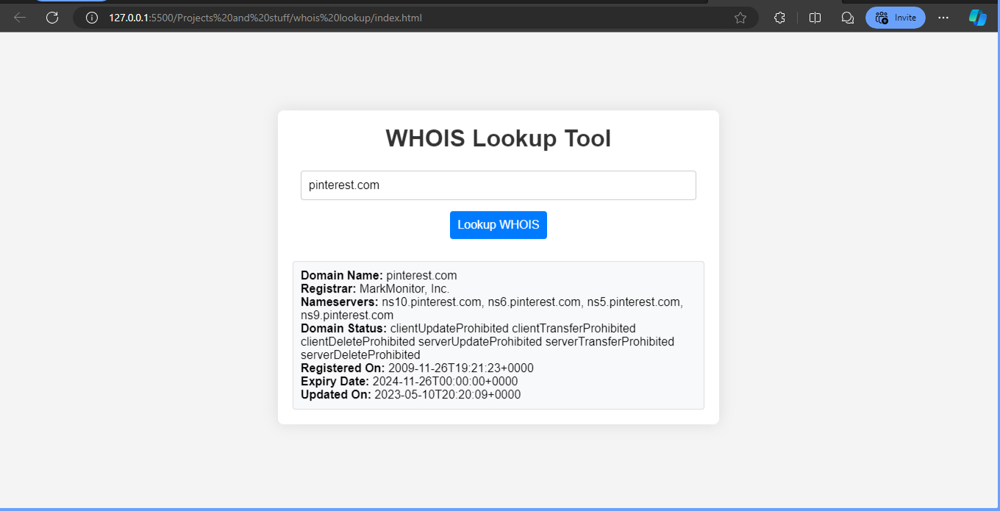 127.0.0.1:5500/Projects%20and%20stuff/whois%20lookup/index.html
Invite
WHOIS Lookup Tool
pinterest.com
Lookup WHOIS
Domain Name: pinterest.com
Registrar: MarkMonitor, Inc.
Nameservers: ns10.pinterest.com, ns6.pinterest.com, ns5.pinterest.com,
ns9.pinterest.com
Domain Status: clientUpdateProhibited clientTransferProhibited
clientDeleteProhibited serverUpdateProhibited serverTransferProhibited
serverDeleteProhibited
Registered On: 2009-11-26T19:21:23+0000
Expiry Date: 2024-11-26T00:00:00+0000
Updated On: 2023-05-10T20:20:09+0000